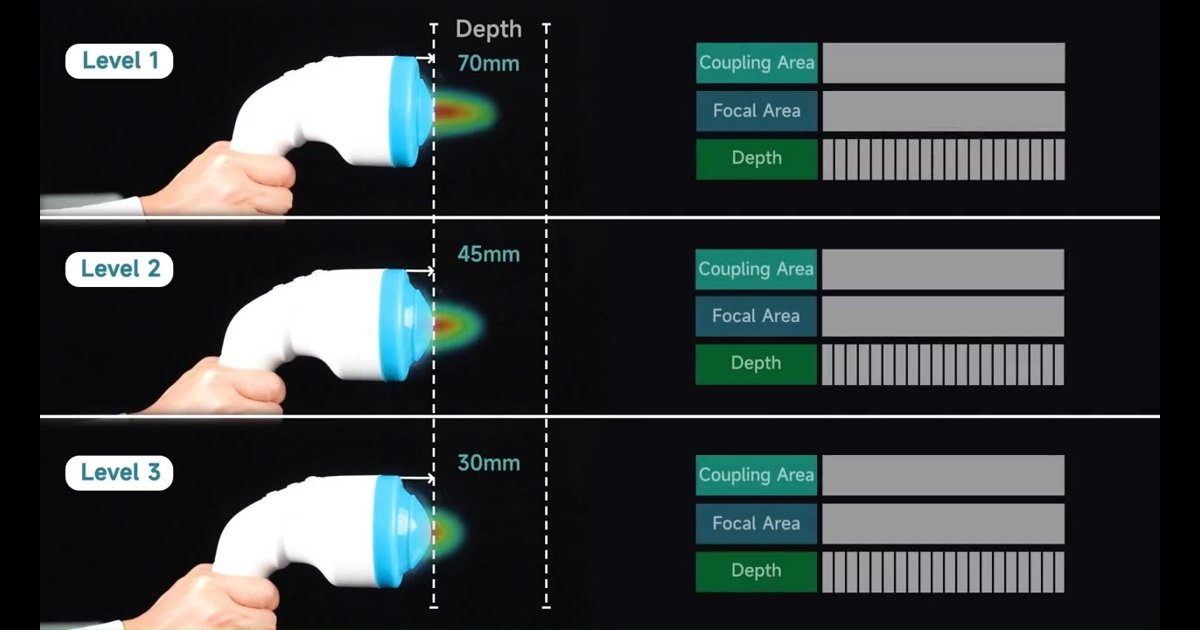 Depth
Level 1
70mm
Coupling Area
Focal Area
Depth
Level 2
45mm
Coupling Area
Focal Area
Depth
Level 3
30mm
Coupling Area
Focal Area
Depth